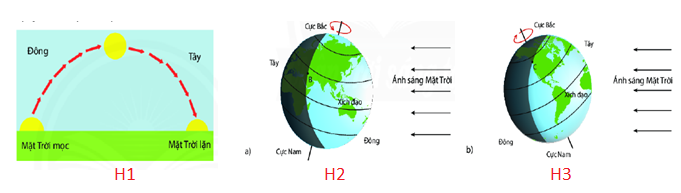 Đông
Tây
Mặt Trời mọc
Mặt Trời lặn
H1
Cực Bắc
Tây
B
Ánh sáng Mặt Trời
Xích đạo
Đông
Cực Nam
a)
H2
Cực Bắc
Tây
C
Ánh sáng Mặt Trời
Xích đạo
Đông
Cực Nam
b)
H3